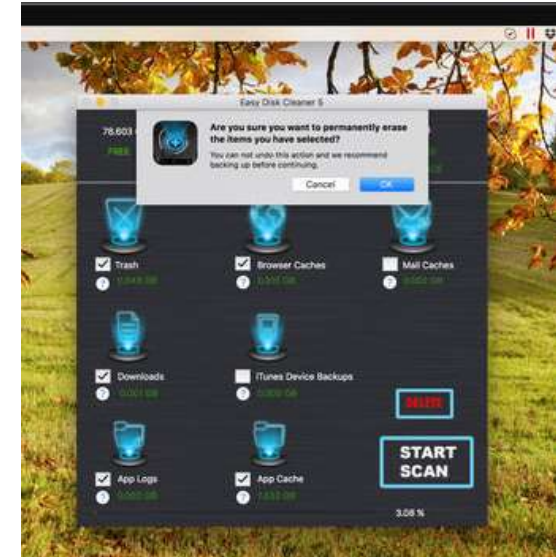 Easy Disk Cleaner 5
Are you sure you want to permanently erase
the items you have selected?
You can not undo this action and we recommend
backing up before continuing.
Cancel
OK
78.603
FREE
Trash
Browser Caches
Mail Caches
?
?
?
Downloads
iTunes Device Backups
?
?
DELETE
START
SCAN
App Logs
App Cache
?
?
3.08 %